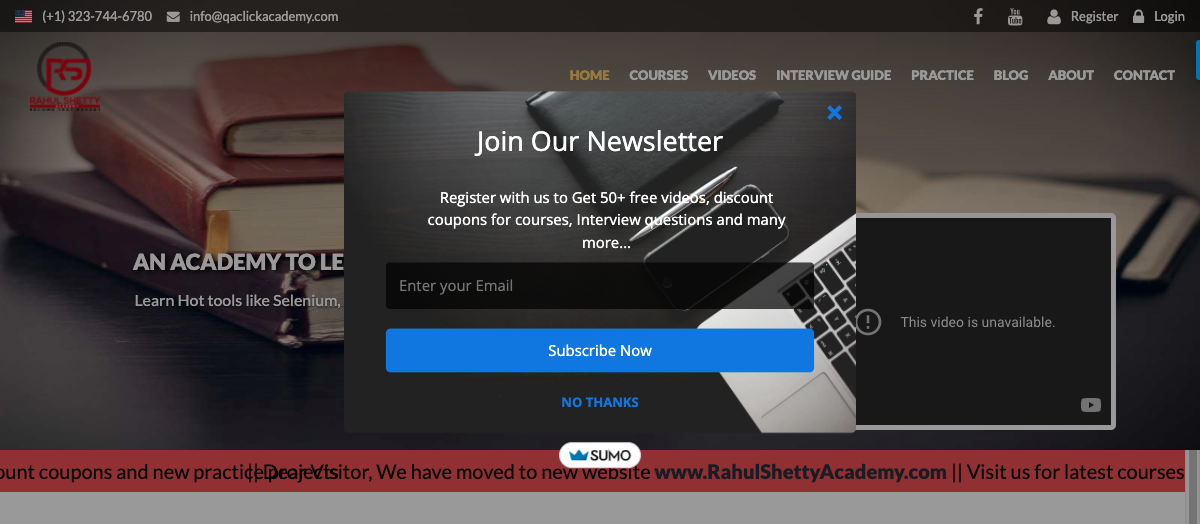 (+1) 323-744-6780
info@qaclickacademy.com
You
Tube
Register
Login
RS
RAHUL SHETTY
HOME
COURSES
VIDEOS
INTERVIEW GUIDE
PRACTICE
BLOG
ABOUT
CONTACT
Join Our Newsletter
Register with us to Get 50+ free videos, discount
coupons for courses, Interview questions and many
more...
AN ACADEMY TO LE
Learn Hot tools like Selenium,
Enter your Email
This video is unavailable.
Subscribe Now
NO THANKS
SUMO
ount coupons and new practice projects
|| Dear Visitor, We have moved to new website www.RahulShettyAcademy.com || Visit us for latest courses